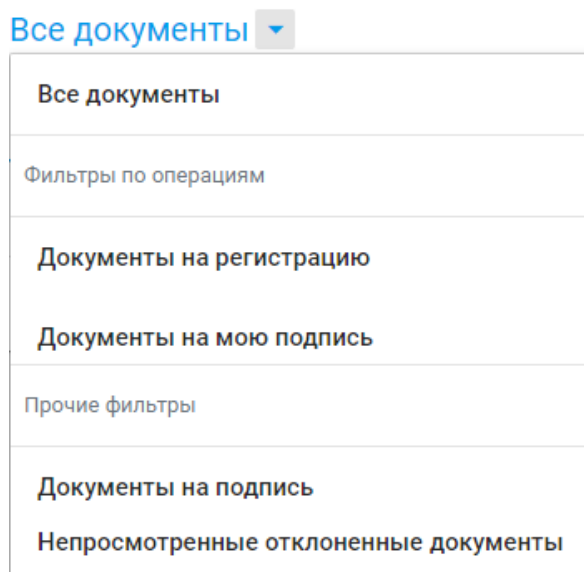 Все документы
Все документы
Фильтры по операциям
Документы на регистрацию
Документы на мою подпись
Прочие фильтры
Документы на подпись
Непросмотренные отклоненные документы